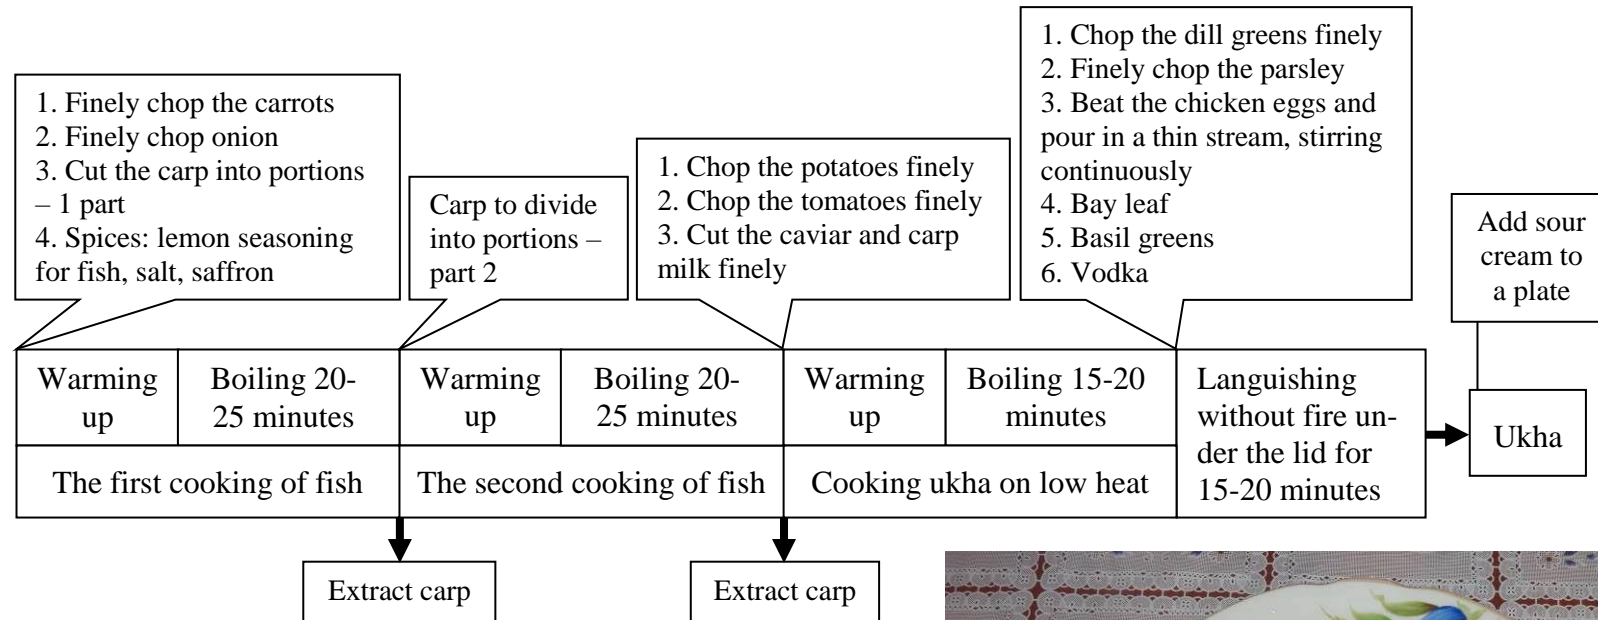 1. Finely chop the carrots
2. Finely chop onion
3. Cut the carp into portions
– 1 part
4. Spices: lemon seasoning
for fish, salt, saffron
Carp to divide
into portions –
part 2
1. Chop the potatoes finely
2. Chop the tomatoes finely
3. Cut the caviar and carp
milk finely
1. Chop the dill greens finely
2. Finely chop the parsley
3. Beat the chicken eggs and
pour in a thin stream, stirring
continuously
4. Bay leaf
5. Basil greens
6. Vodka
Add sour
cream to
a plate
Warming
up
Boiling 20-
25 minutes
Warming
up
Boiling 20-
25 minutes
Warming
up
Boiling 15-20
minutes
Languishing
without fire un-
der the lid for
15-20 minutes
Ukha
The first cooking of fish
The second cooking of fish
Cooking ukha on low heat
Extract carp
Extract carp